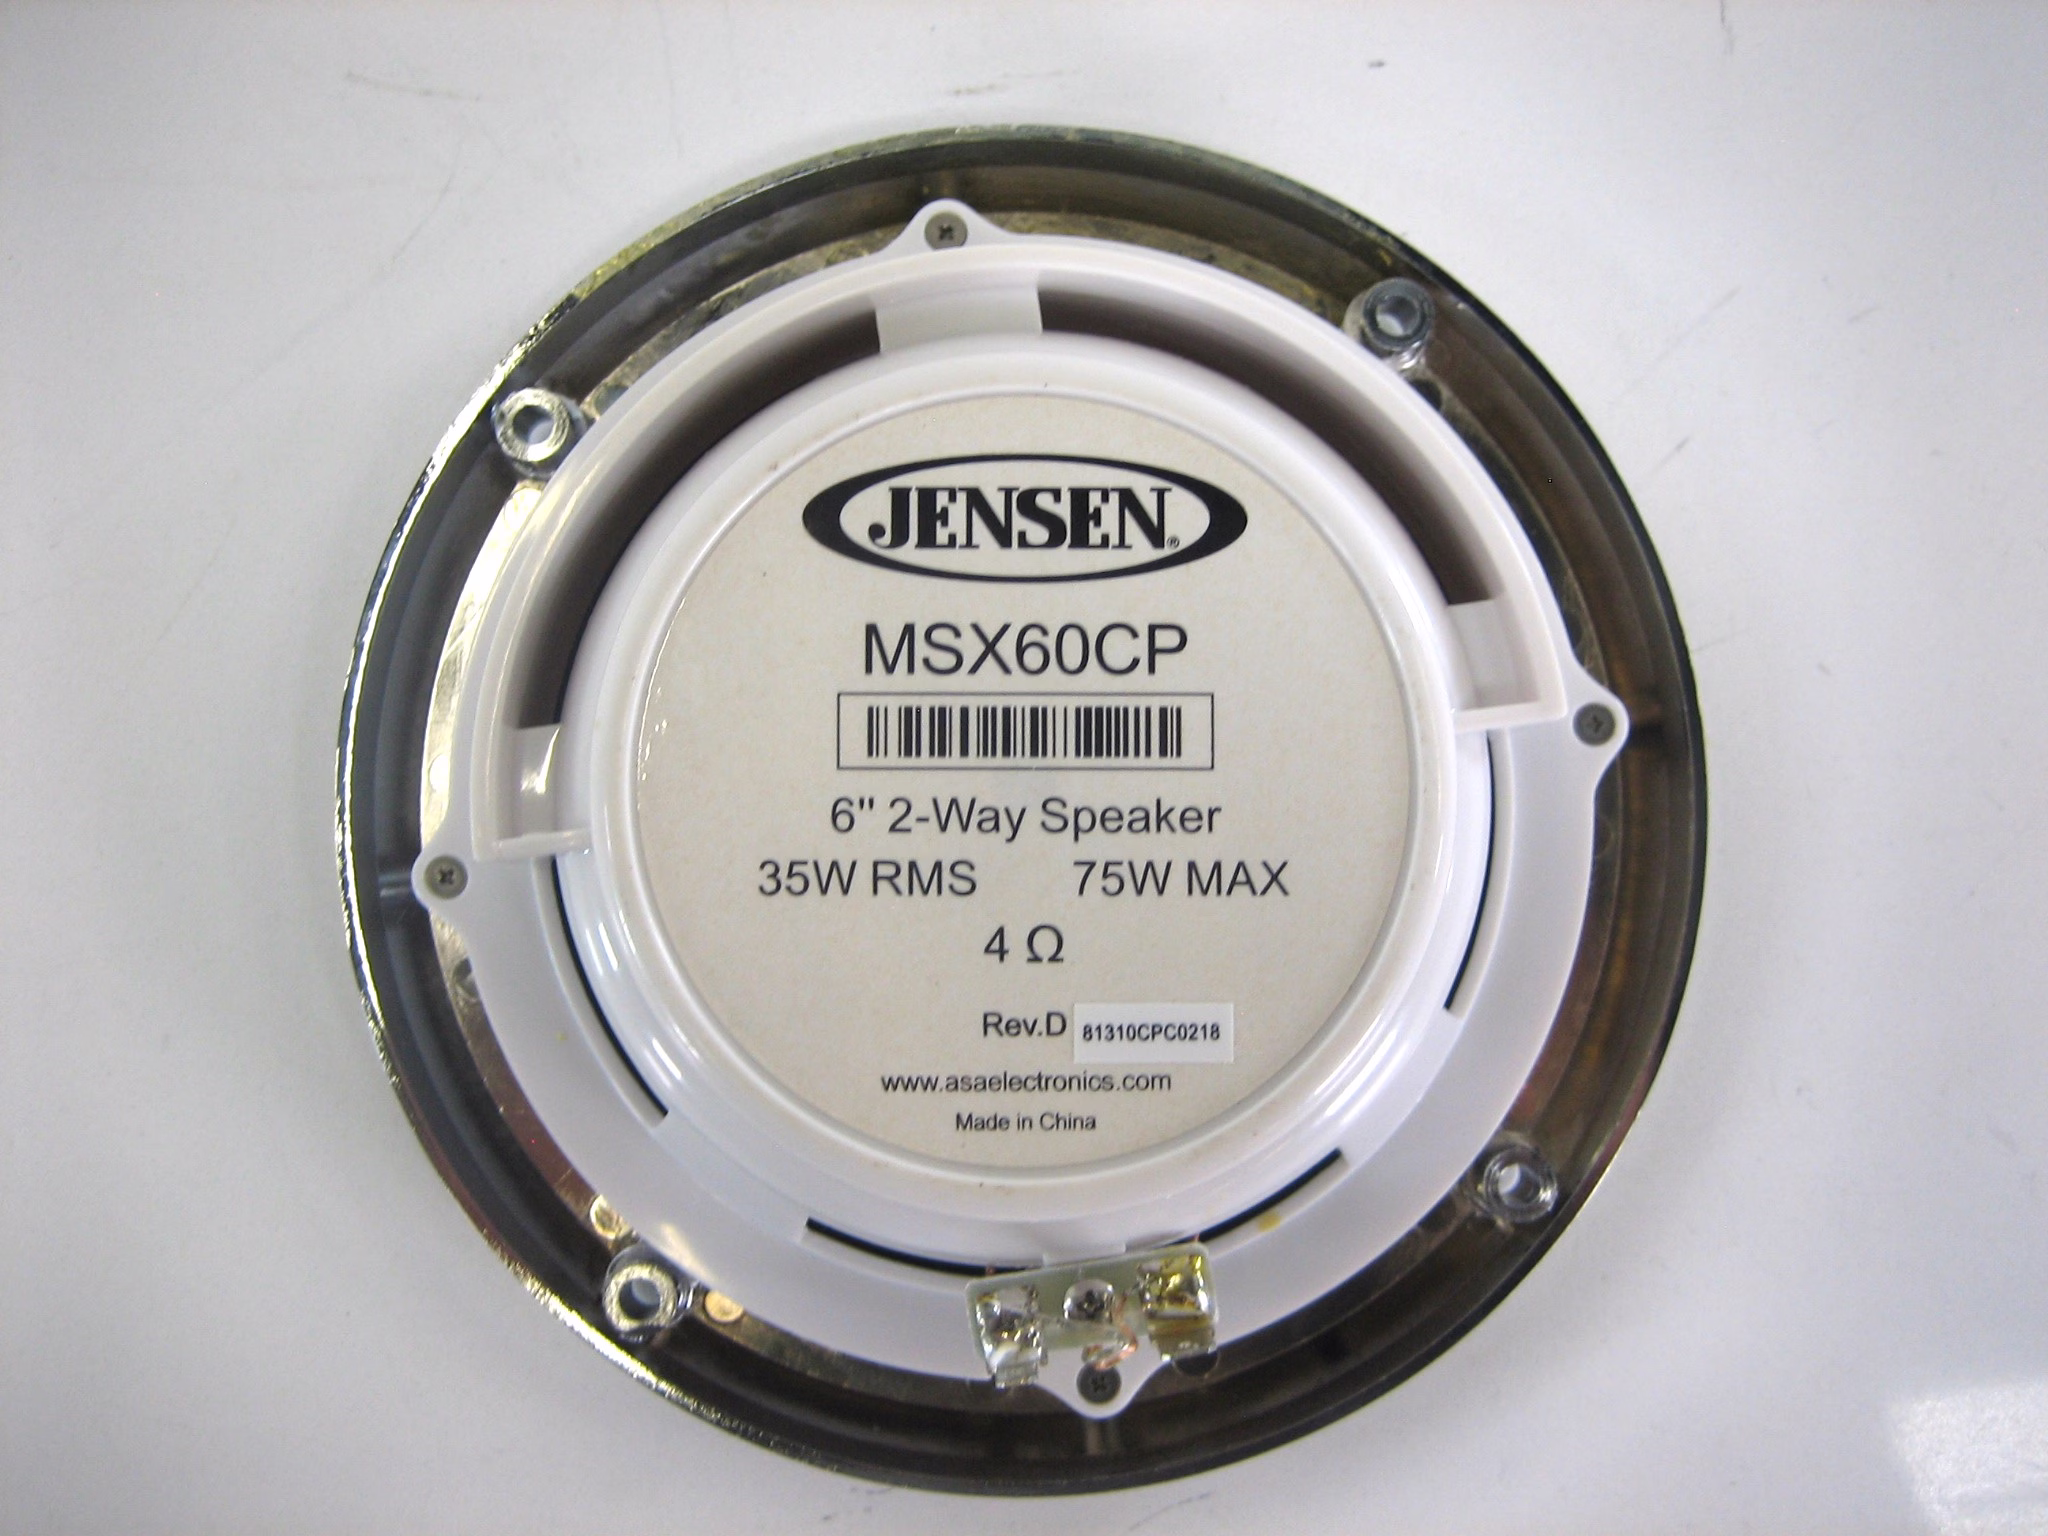 JENSEN®
MSX60CP
6" 2-Way Speaker
35W RMS 75W MAX
4 Ω
Rev.D 81310CPC0218
www.asaelectronics.com
Made in China